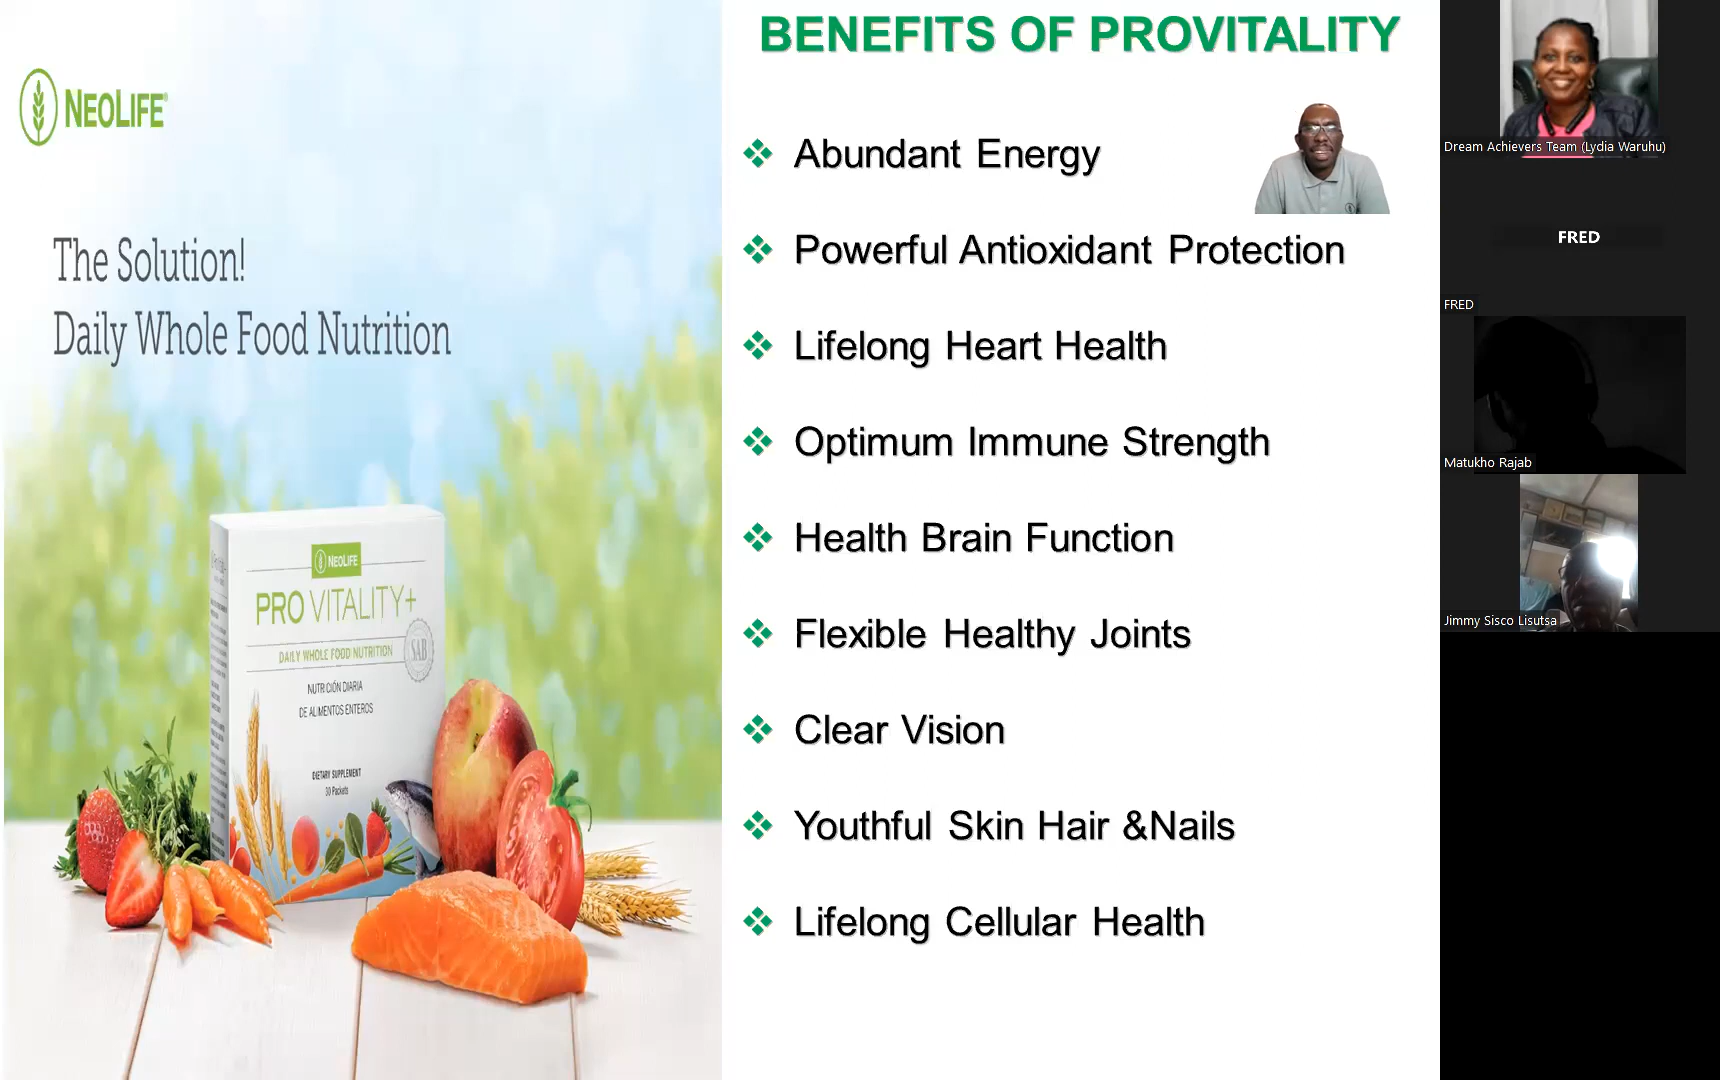 NEOLIFE
The Solution!
Daily Whole Food Nutrition
NEOLIFE
PRO VITALITY+
DAILY WHOLE FOOD NUTRITION
SAB
NUTRICIÓN DIARIA
DE ALIMENTOS ENTEROS
DIETARY SUPPLEMENT
30 Packets
BENEFITS OF PROVITALITY
Abundant Energy
Powerful Antioxidant Protection
Lifelong Heart Health
Optimum Immune Strength
Health Brain Function
Flexible Healthy Joints
Clear Vision
Youthful Skin Hair &Nails
Lifelong Cellular Health
Dream Achievers Team (Lydia Waruhu)
FRED
FRED
Matukho Rajab
Jimmy Sisco Lisutsa